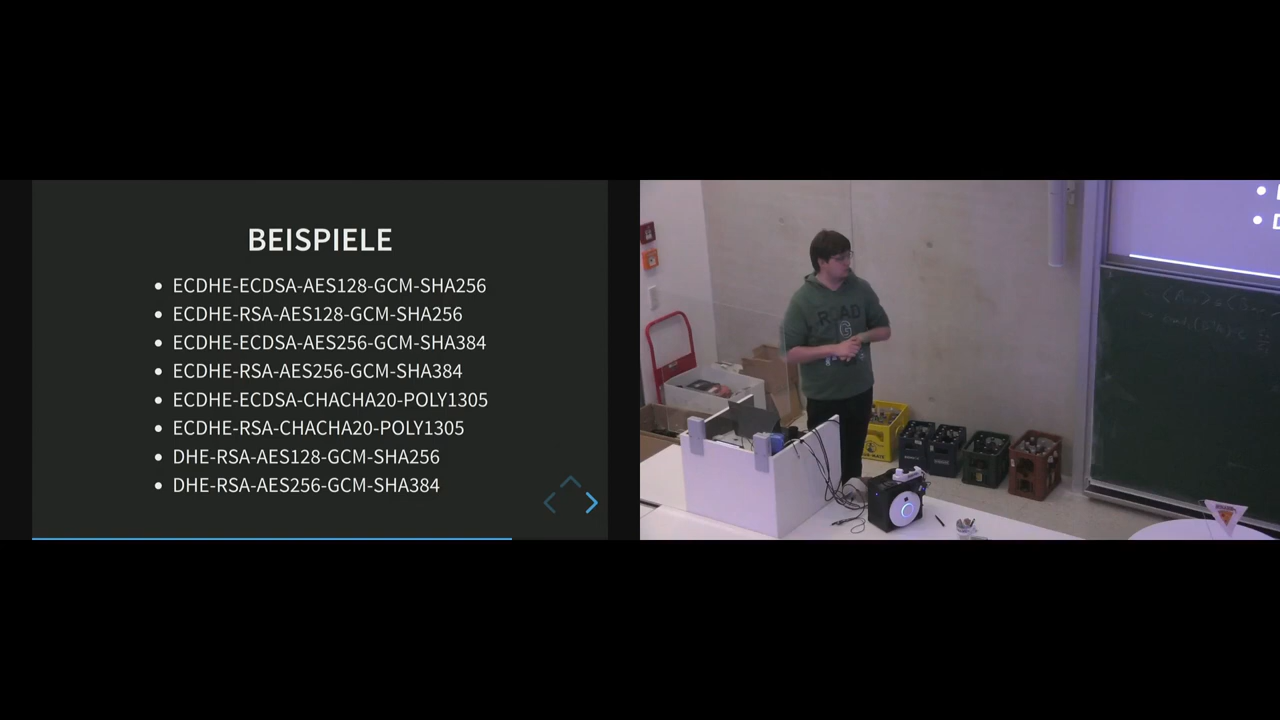 BEISPIELE
ECDHE-ECDSA-AES128-GCM-SHA256
ECDHE-RSA-AES128-GCM-SHA256
ECDHE-ECDSA-AES256-GCM-SHA384
ECDHE-RSA-AES256-GCM-SHA384
ECDHE-ECDSA-CHACHA20-POLY1305
ECDHE-RSA-CHACHA20-POLY1305
DHE-RSA-AES128-GCM-SHA256
DHE-RSA-AES256-GCM-SHA384
ROAD
G